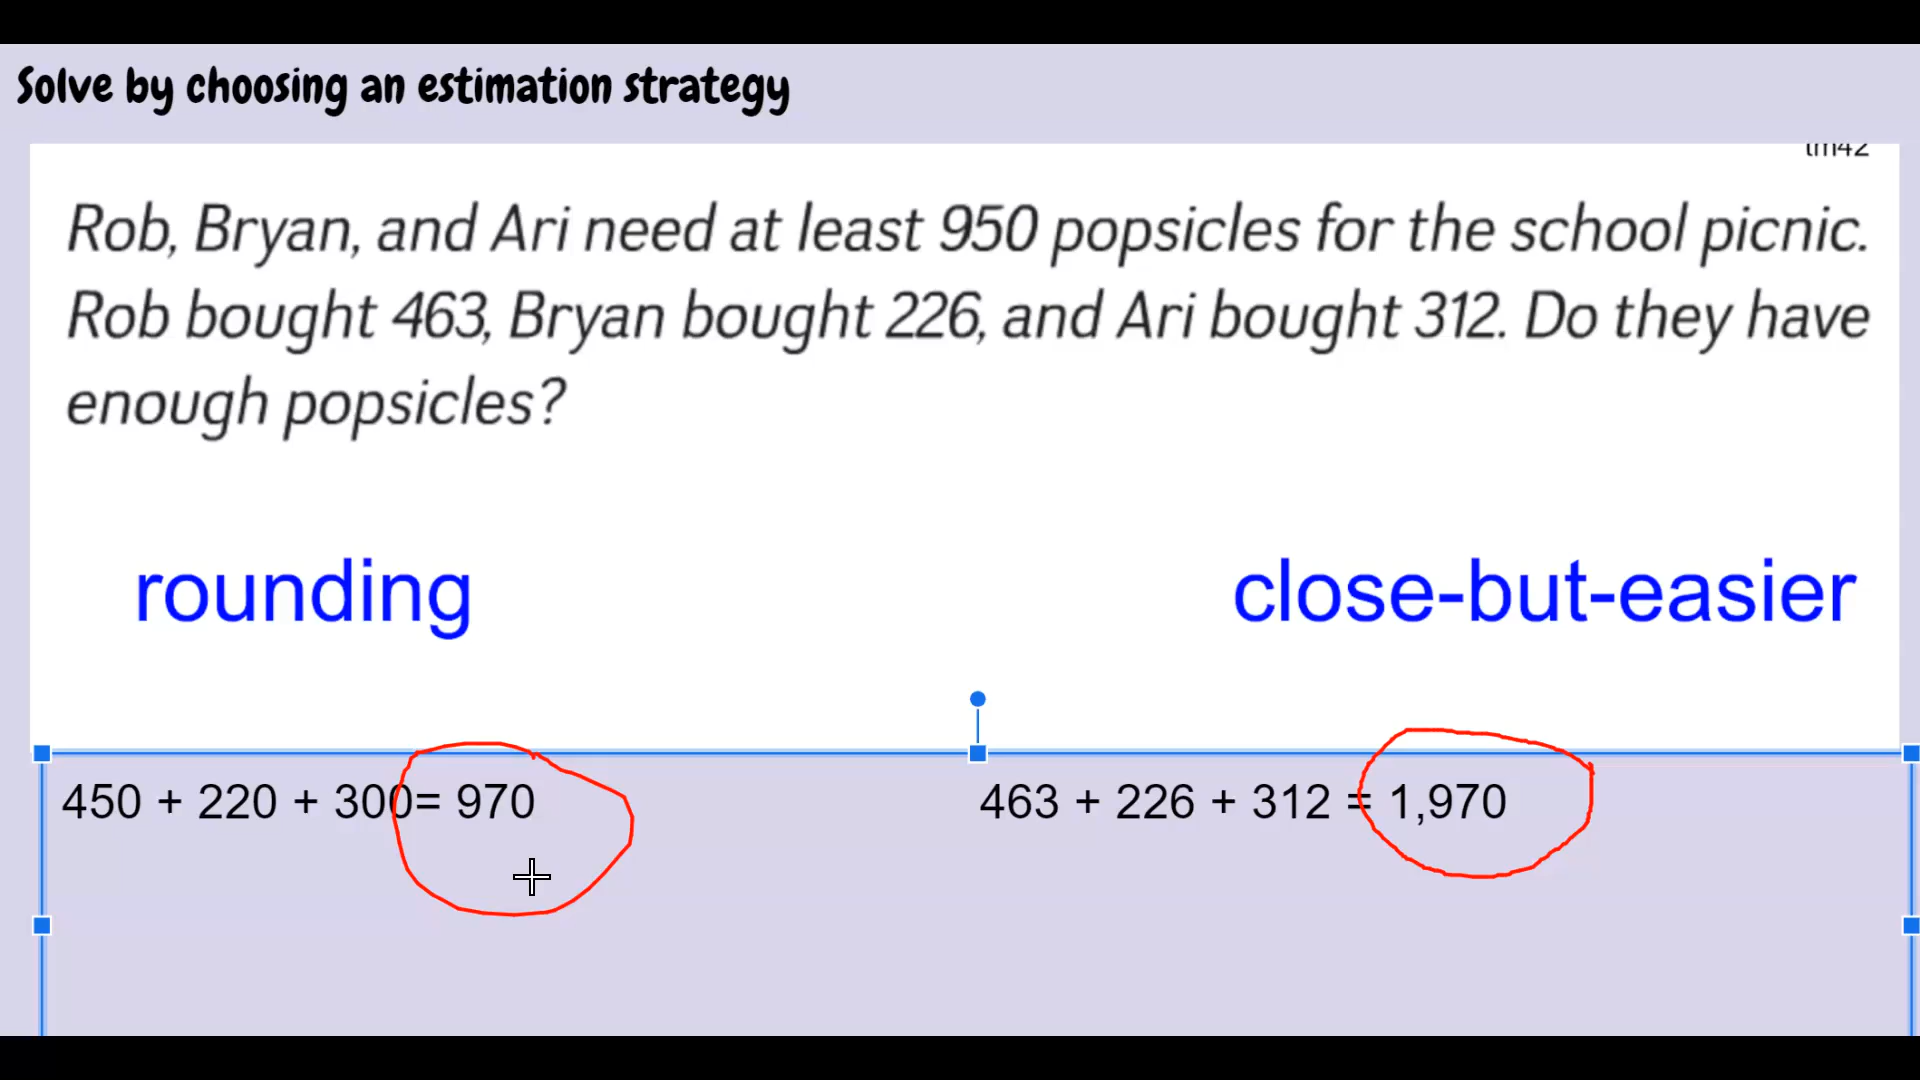 Solve by choosing an estimation strategy
tm42
Rob, Bryan, and Ari need at least 950 popsicles for the school picnic.
Rob bought 463, Bryan bought 226, and Ari bought 312. Do they have
enough popsicles?
rounding close-but-easier
450 + 220 + 300= 970 463 + 226 + 312 = 1,970